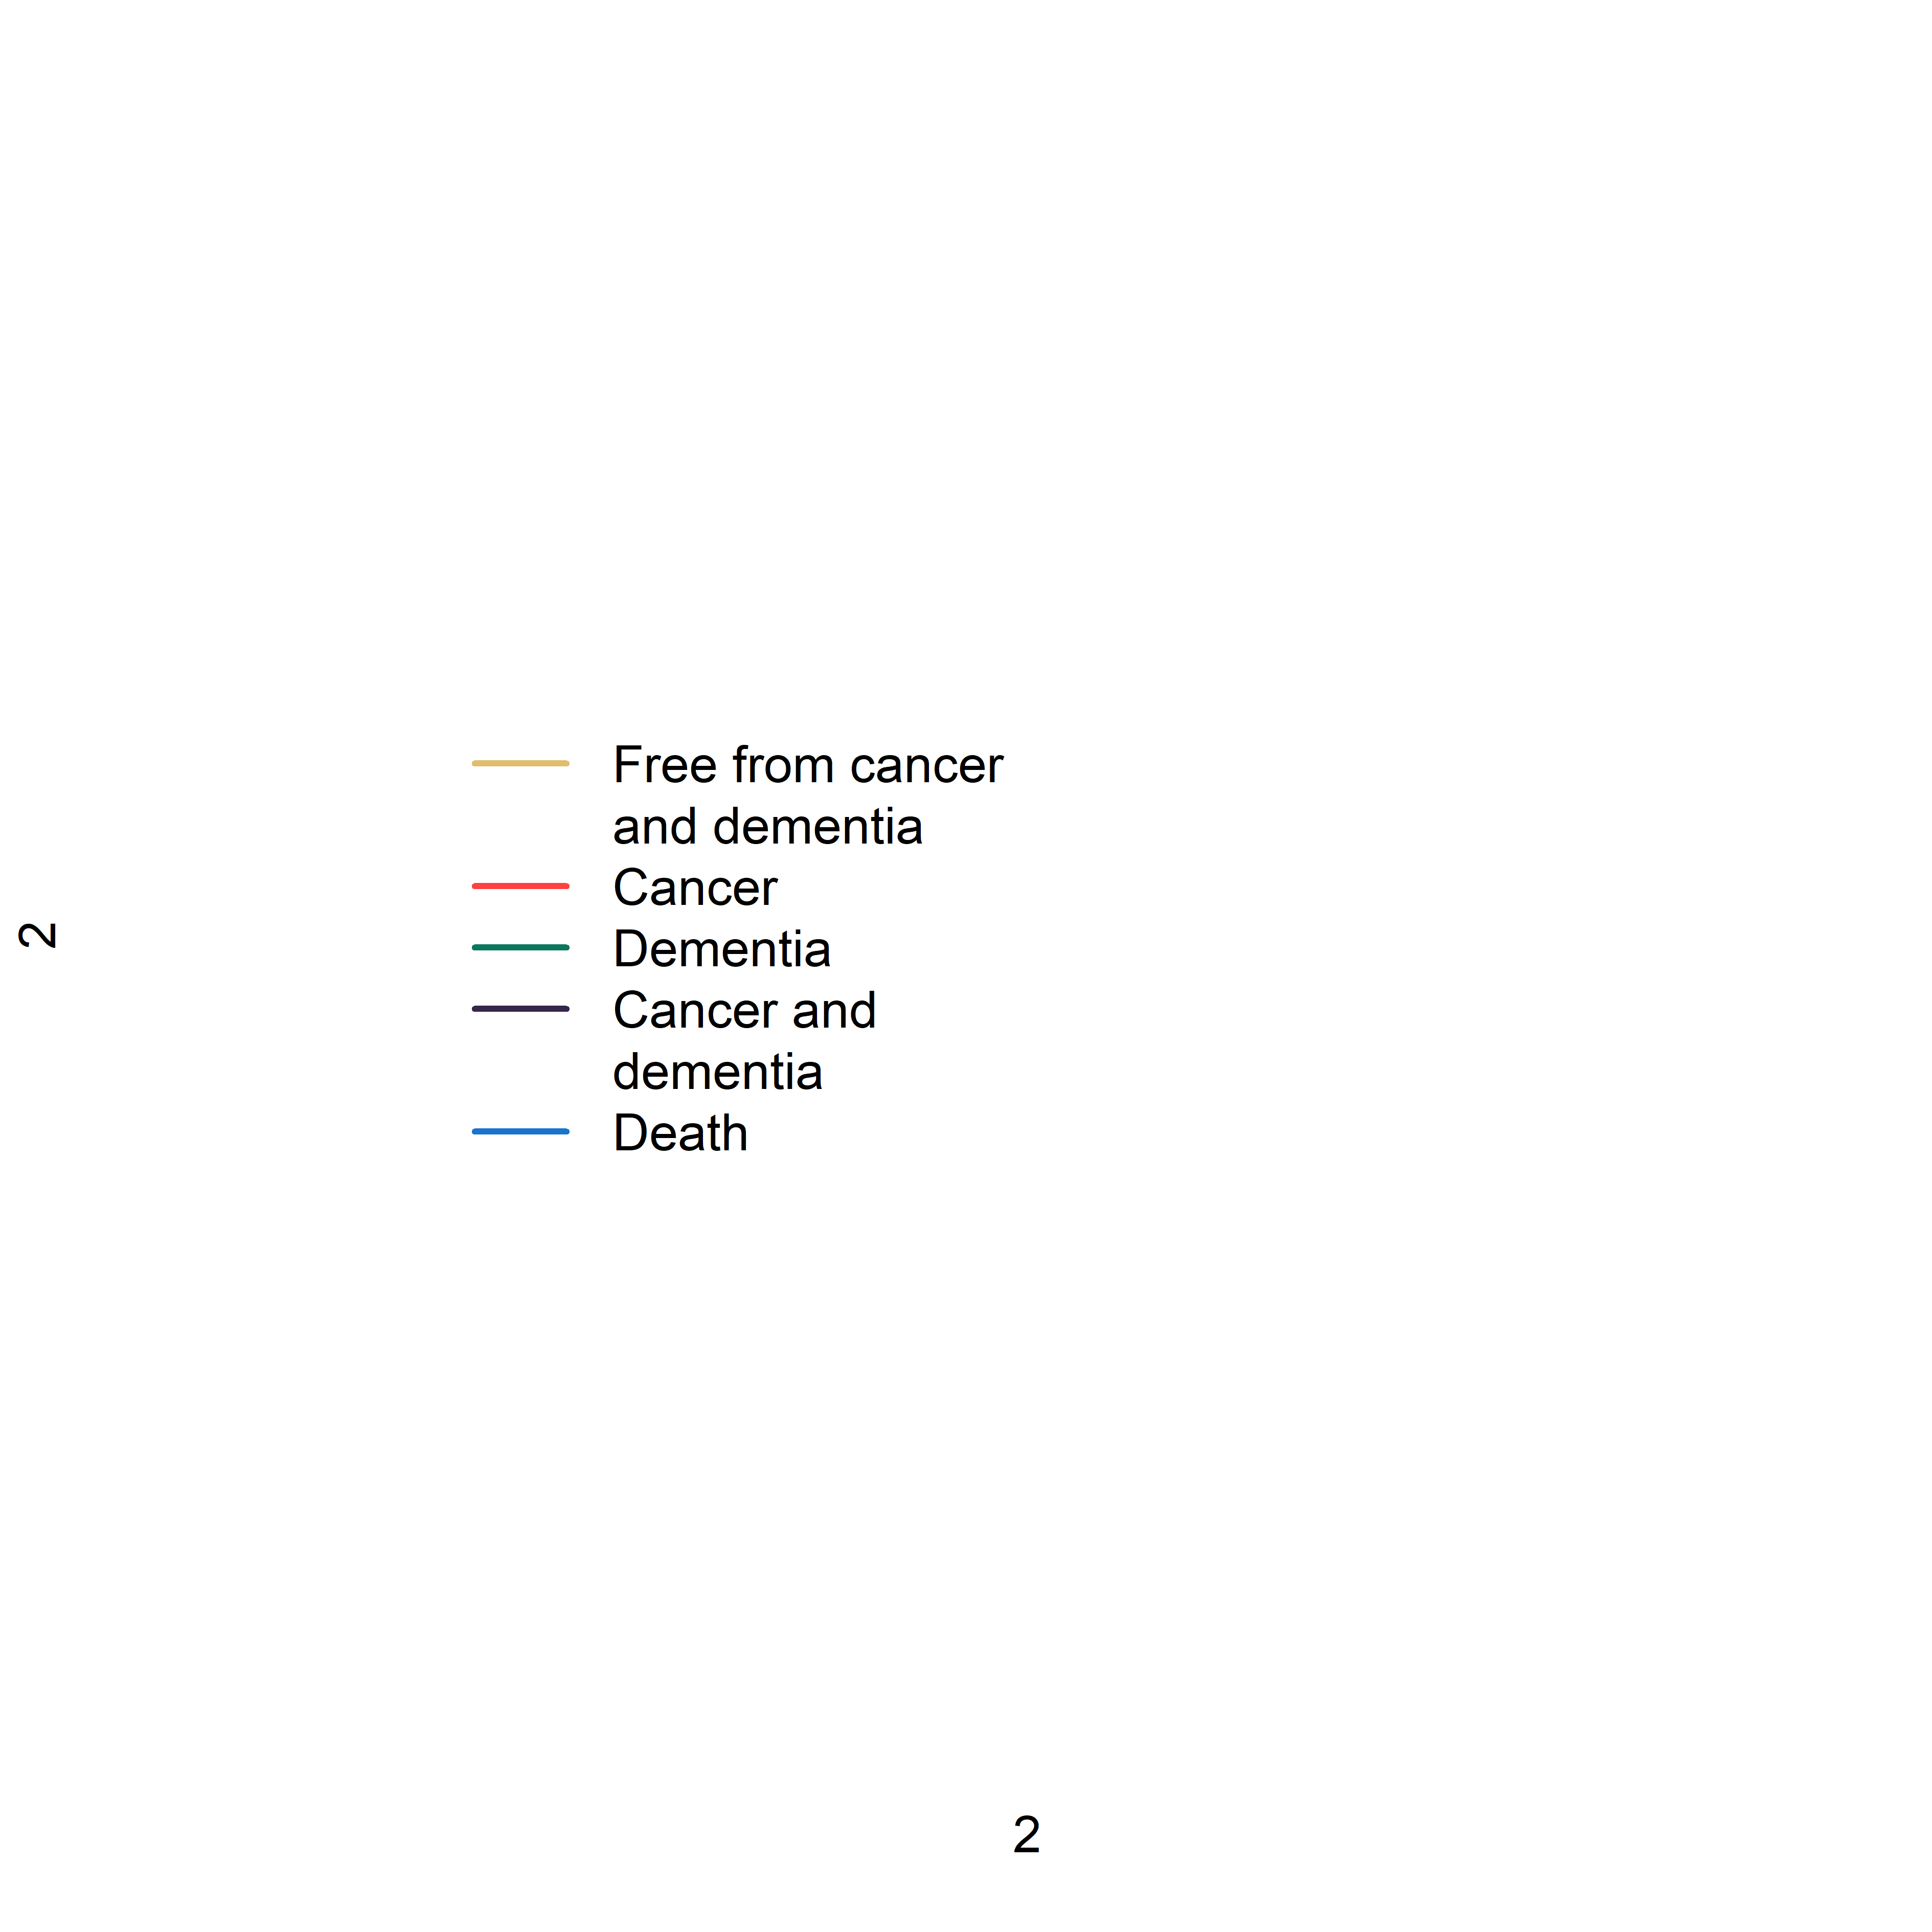 Free from cancer
and dementia
Cancer
2
Dementia
Cancer and
dementia
Death
2